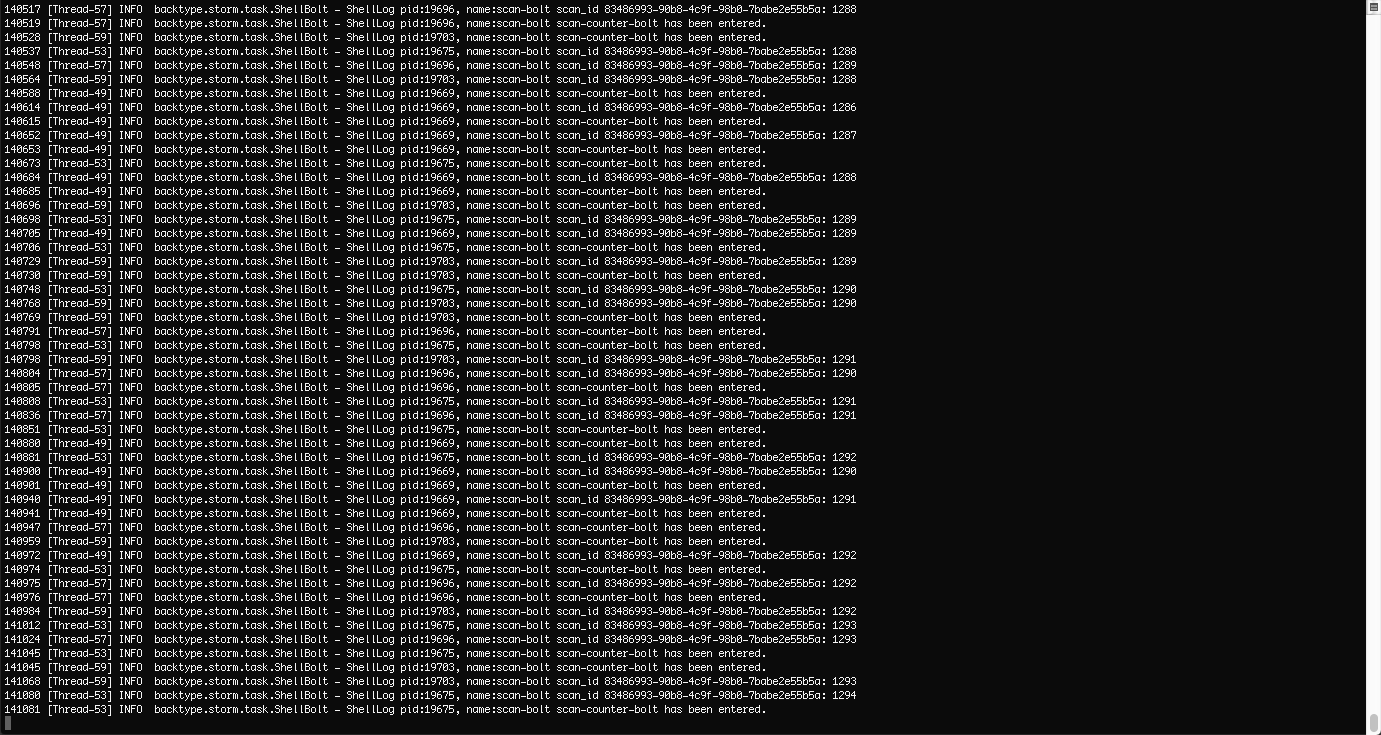 140517 [Thread-57] INFO  backtype.storm.task.ShellBolt - ShellLog pid:19696, name:scan-bolt scan_id 83486993-90b8-4c9f-98b0-7babe2e55b5a: 1288
140527 [Thread-57] INFO  backtype.storm.task.ShellBolt - ShellLog pid:19696, name:scan-bolt scan-counter-bolt has been entered.
140528 [Thread-59] INFO  backtype.storm.task.ShellBolt - ShellLog pid:19703, name:scan-bolt scan-counter-bolt has been entered.
140537 [Thread-53] INFO  backtype.storm.task.ShellBolt - ShellLog pid:19675, name:scan-bolt scan_id 83486993-90b8-4c9f-98b0-7babe2e55b5a: 1288
140548 [Thread-57] INFO  backtype.storm.task.ShellBolt - ShellLog pid:19696, name:scan-bolt scan_id 83486993-90b8-4c9f-98b0-7babe2e55b5a: 1289
140564 [Thread-59] INFO  backtype.storm.task.ShellBolt - ShellLog pid:19703, name:scan-bolt scan_id 83486993-90b8-4c9f-98b0-7babe2e55b5a: 1288
140588 [Thread-49] INFO  backtype.storm.task.ShellBolt - ShellLog pid:19669, name:scan-bolt scan-counter-bolt has been entered.
140614 [Thread-49] INFO  backtype.storm.task.ShellBolt - ShellLog pid:19669, name:scan-bolt scan_id 83486993-90b8-4c9f-98b0-7babe2e55b5a: 1286
140615 [Thread-49] INFO  backtype.storm.task.ShellBolt - ShellLog pid:19669, name:scan-bolt scan-counter-bolt has been entered.
140652 [Thread-49] INFO  backtype.storm.task.ShellBolt - ShellLog pid:19669, name:scan-bolt scan_id 83486993-90b8-4c9f-98b0-7babe2e55b5a: 1287
140653 [Thread-49] INFO  backtype.storm.task.ShellBolt - ShellLog pid:19669, name:scan-bolt scan-counter-bolt has been entered.
140673 [Thread-53] INFO  backtype.storm.task.ShellBolt - ShellLog pid:19675, name:scan-bolt scan-counter-bolt has been entered.
140684 [Thread-49] INFO  backtype.storm.task.ShellBolt - ShellLog pid:19669, name:scan-bolt scan_id 83486993-90b8-4c9f-98b0-7babe2e55b5a: 1288
140685 [Thread-49] INFO  backtype.storm.task.ShellBolt - ShellLog pid:19669, name:scan-bolt scan-counter-bolt has been entered.
140696 [Thread-59] INFO  backtype.storm.task.ShellBolt - ShellLog pid:19703, name:scan-bolt scan-counter-bolt has been entered.
140698 [Thread-53] INFO  backtype.storm.task.ShellBolt - ShellLog pid:19675, name:scan-bolt scan_id 83486993-90b8-4c9f-98b0-7babe2e55b5a: 1289
140705 [Thread-49] INFO  backtype.storm.task.ShellBolt - ShellLog pid:19669, name:scan-bolt scan_id 83486993-90b8-4c9f-98b0-7babe2e55b5a: 1289
140706 [Thread-53] INFO  backtype.storm.task.ShellBolt - ShellLog pid:19675, name:scan-bolt scan-counter-bolt has been entered.
140729 [Thread-59] INFO  backtype.storm.task.ShellBolt - ShellLog pid:19703, name:scan-bolt scan_id 83486993-90b8-4c9f-98b0-7babe2e55b5a: 1289
140730 [Thread-59] INFO  backtype.storm.task.ShellBolt - ShellLog pid:19703, name:scan-bolt scan-counter-bolt has been entered.
140748 [Thread-53] INFO  backtype.storm.task.ShellBolt - ShellLog pid:19675, name:scan-bolt scan_id 83486993-90b8-4c9f-98b0-7babe2e55b5a: 1290
140768 [Thread-59] INFO  backtype.storm.task.ShellBolt - ShellLog pid:19703, name:scan-bolt scan_id 83486993-90b8-4c9f-98b0-7babe2e55b5a: 1290
140769 [Thread-59] INFO  backtype.storm.task.ShellBolt - ShellLog pid:19703, name:scan-bolt scan-counter-bolt has been entered.
140791 [Thread-57] INFO  backtype.storm.task.ShellBolt - ShellLog pid:19696, name:scan-bolt scan-counter-bolt has been entered.
140798 [Thread-53] INFO  backtype.storm.task.ShellBolt - ShellLog pid:19675, name:scan-bolt scan-counter-bolt has been entered.
140798 [Thread-59] INFO  backtype.storm.task.ShellBolt - ShellLog pid:19703, name:scan-bolt scan_id 83486993-90b8-4c9f-98b0-7babe2e55b5a: 1291
140804 [Thread-57] INFO  backtype.storm.task.ShellBolt - ShellLog pid:19696, name:scan-bolt scan_id 83486993-90b8-4c9f-98b0-7babe2e55b5a: 1290
140805 [Thread-57] INFO  backtype.storm.task.ShellBolt - ShellLog pid:19696, name:scan-bolt scan-counter-bolt has been entered.
140808 [Thread-53] INFO  backtype.storm.task.ShellBolt - ShellLog pid:19675, name:scan-bolt scan_id 83486993-90b8-4c9f-98b0-7babe2e55b5a: 1291
140836 [Thread-57] INFO  backtype.storm.task.ShellBolt - ShellLog pid:19696, name:scan-bolt scan_id 83486993-90b8-4c9f-98b0-7babe2e55b5a: 1291
140851 [Thread-53] INFO  backtype.storm.task.ShellBolt - ShellLog pid:19675, name:scan-bolt scan-counter-bolt has been entered.
140880 [Thread-49] INFO  backtype.storm.task.ShellBolt - ShellLog pid:19669, name:scan-bolt scan-counter-bolt has been entered.
140881 [Thread-53] INFO  backtype.storm.task.ShellBolt - ShellLog pid:19675, name:scan-bolt scan_id 83486993-90b8-4c9f-98b0-7babe2e55b5a: 1292
140900 [Thread-49] INFO  backtype.storm.task.ShellBolt - ShellLog pid:19669, name:scan-bolt scan_id 83486993-90b8-4c9f-98b0-7babe2e55b5a: 1290
140901 [Thread-49] INFO  backtype.storm.task.ShellBolt - ShellLog pid:19669, name:scan-bolt scan-counter-bolt has been entered.
140940 [Thread-49] INFO  backtype.storm.task.ShellBolt - ShellLog pid:19669, name:scan-bolt scan_id 83486993-90b8-4c9f-98b0-7babe2e55b5a: 1291
140941 [Thread-49] INFO  backtype.storm.task.ShellBolt - ShellLog pid:19669, name:scan-bolt scan-counter-bolt has been entered.
140947 [Thread-57] INFO  backtype.storm.task.ShellBolt - ShellLog pid:19696, name:scan-bolt scan-counter-bolt has been entered.
140959 [Thread-59] INFO  backtype.storm.task.ShellBolt - ShellLog pid:19703, name:scan-bolt scan-counter-bolt has been entered.
140972 [Thread-49] INFO  backtype.storm.task.ShellBolt - ShellLog pid:19669, name:scan-bolt scan_id 83486993-90b8-4c9f-98b0-7babe2e55b5a: 1292
140974 [Thread-53] INFO  backtype.storm.task.ShellBolt - ShellLog pid:19675, name:scan-bolt scan-counter-bolt has been entered.
140975 [Thread-57] INFO  backtype.storm.task.ShellBolt - ShellLog pid:19696, name:scan-bolt scan_id 83486993-90b8-4c9f-98b0-7babe2e55b5a: 1292
140976 [Thread-57] INFO  backtype.storm.task.ShellBolt - ShellLog pid:19696, name:scan-bolt scan-counter-bolt has been entered.
140984 [Thread-59] INFO  backtype.storm.task.ShellBolt - ShellLog pid:19703, name:scan-bolt scan_id 83486993-90b8-4c9f-98b0-7babe2e55b5a: 1292
141012 [Thread-53] INFO  backtype.storm.task.ShellBolt - ShellLog pid:19675, name:scan-bolt scan_id 83486993-90b8-4c9f-98b0-7babe2e55b5a: 1293
141024 [Thread-57] INFO  backtype.storm.task.ShellBolt - ShellLog pid:19696, name:scan-bolt scan_id 83486993-90b8-4c9f-98b0-7babe2e55b5a: 1293
141045 [Thread-53] INFO  backtype.storm.task.ShellBolt - ShellLog pid:19675, name:scan-bolt scan-counter-bolt has been entered.
141045 [Thread-59] INFO  backtype.storm.task.ShellBolt - ShellLog pid:19703, name:scan-bolt scan-counter-bolt has been entered.
141068 [Thread-59] INFO  backtype.storm.task.ShellBolt - ShellLog pid:19703, name:scan-bolt scan_id 83486993-90b8-4c9f-98b0-7babe2e55b5a: 1293
141080 [Thread-53] INFO  backtype.storm.task.ShellBolt - ShellLog pid:19675, name:scan-bolt scan_id 83486993-90b8-4c9f-98b0-7babe2e55b5a: 1294
141081 [Thread-53] INFO  backtype.storm.task.ShellBolt - ShellLog pid:19675, name:scan-bolt scan-counter-bolt has been entered.